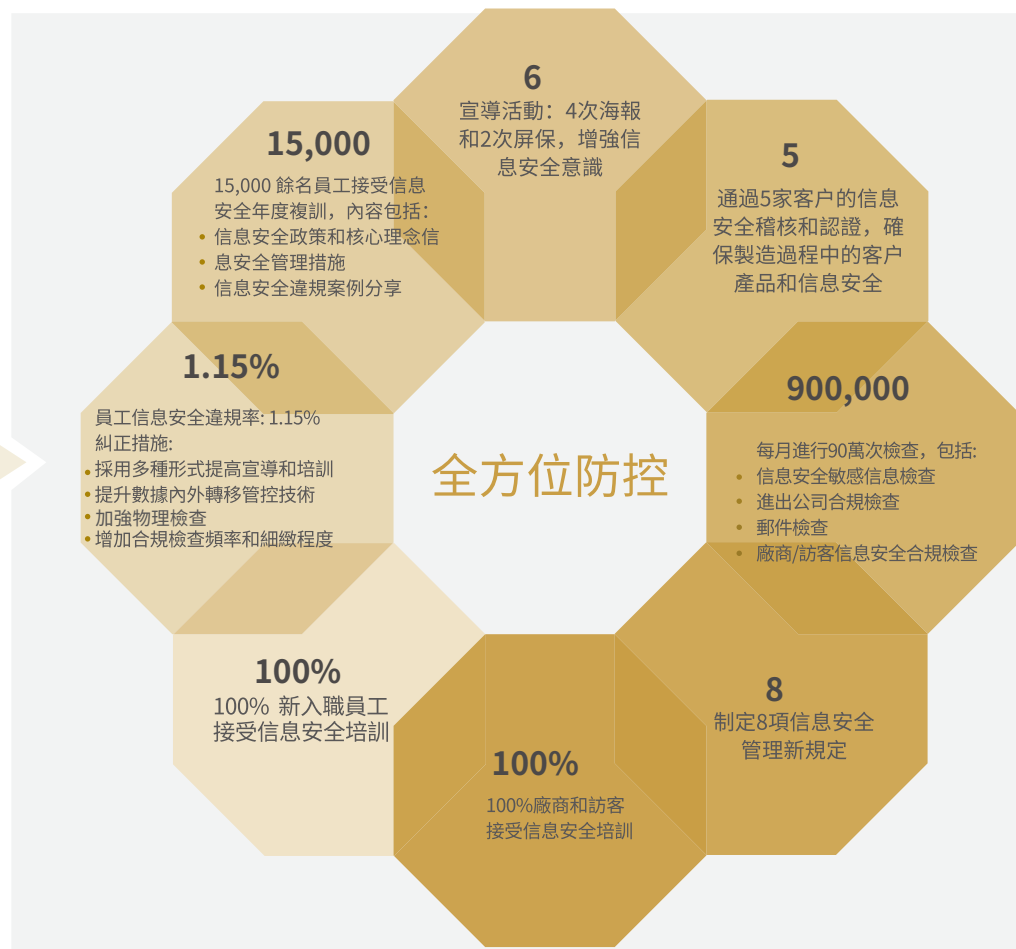 6
宣導活動：4次海報
和2次屏保，增強信
息安全意識
5
通過5家客户的信息
安全稽核和認證，確
保製造過程中的客户
產品和信息安全
900,000
每月進行90萬次檢查，包括:
• 信息安全敏感信息檢查
• 進出公司合規檢查
• 郵件檢查
• 廠商/訪客信息安全合規檢查
8
制定8項信息安全
管理新規定
100%
100%廠商和訪客
接受信息安全培訓
100%
100% 新入職員工
接受信息安全培訓
1.15%
員工信息安全違規率: 1.15%
糾正措施:
• 採用多種形式提高宣導和培訓
• 提升數據內外轉移管控技術
• 加強物理檢查
• 增加合規檢查頻率和細緻程度
15,000
15,000 餘名員工接受信息
安全年度複訓，內容包括：
• 信息安全政策和核心理念信
• 息安全管理措施
• 信息安全違規案例分享
全方位防控